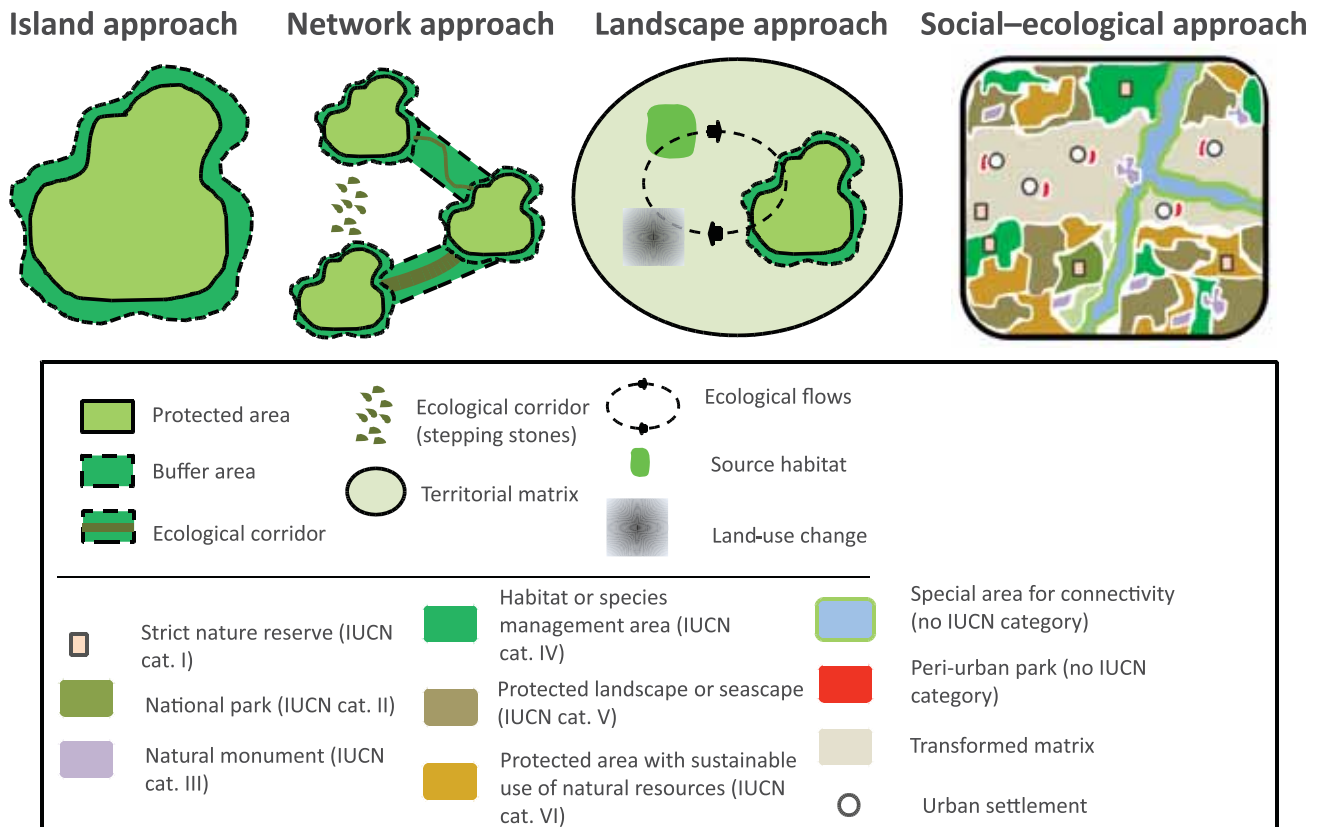 Island approach
Network approach
Landscape approach
Social–ecological approach
Protected area
Buffer area
Ecological corridor
Ecological corridor
(stepping stones)
Territorial matrix
Ecological flows
Source habitat
Land-use change
Strict nature reserve (IUCN
cat. I)
National park (IUCN cat. II)
Natural monument (IUCN
cat. III)
Habitat or species
management area (IUCN
cat. IV)
Protected landscape or seascape
(IUCN cat. V)
Protected area with sustainable
use of natural resources (IUCN
cat. VI)
Special area for connectivity
(no IUCN category)
Peri-urban park (no IUCN
category)
Transformed matrix
Urban settlement